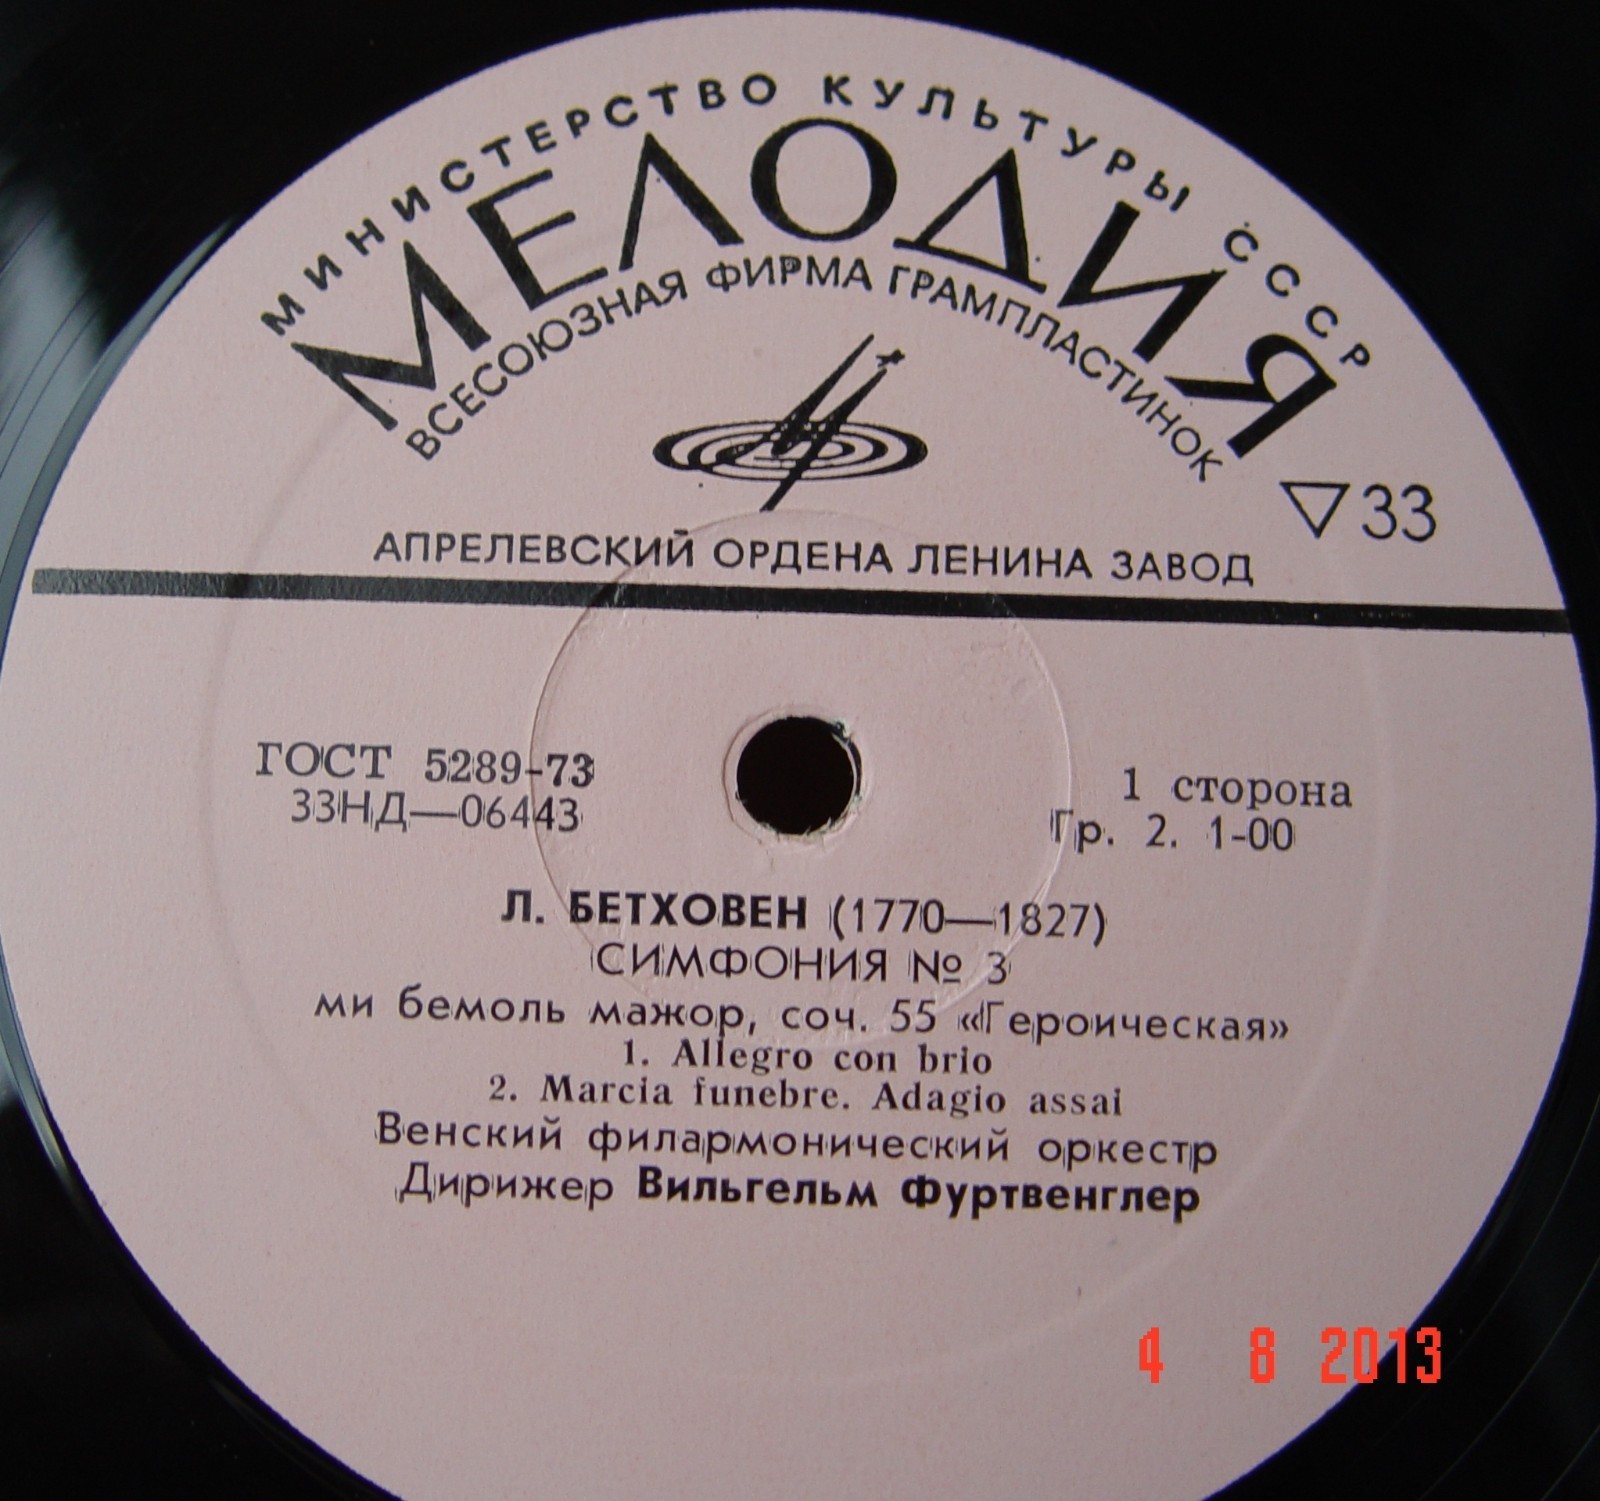 МИНИСТЕРСТВО КУЛЬТУРЫ СССР
МЕЛОДИЯ
ВСЕСОЮЗНАЯ ФИРМА ГРАМПЛАСТИНОК
▽33
АПРЕЛЕВСКИЙ ОРДЕНА ЛЕНИНА ЗАВОД
ГОСТ 5289-73
33НД—06443
1 сторона
Гр. 2. 1-00
Л. БЕТХОВЕН (1770—1827)
СИМФОНИЯ № 3
ми бемоль мажор, соч. 55 «Героическая»
1. Allegro con brio
2. Marcia funebre. Adagio assai
Венский филармонический оркестр
Дирижер Вильгельм Фуртвенглер
4 8 2013